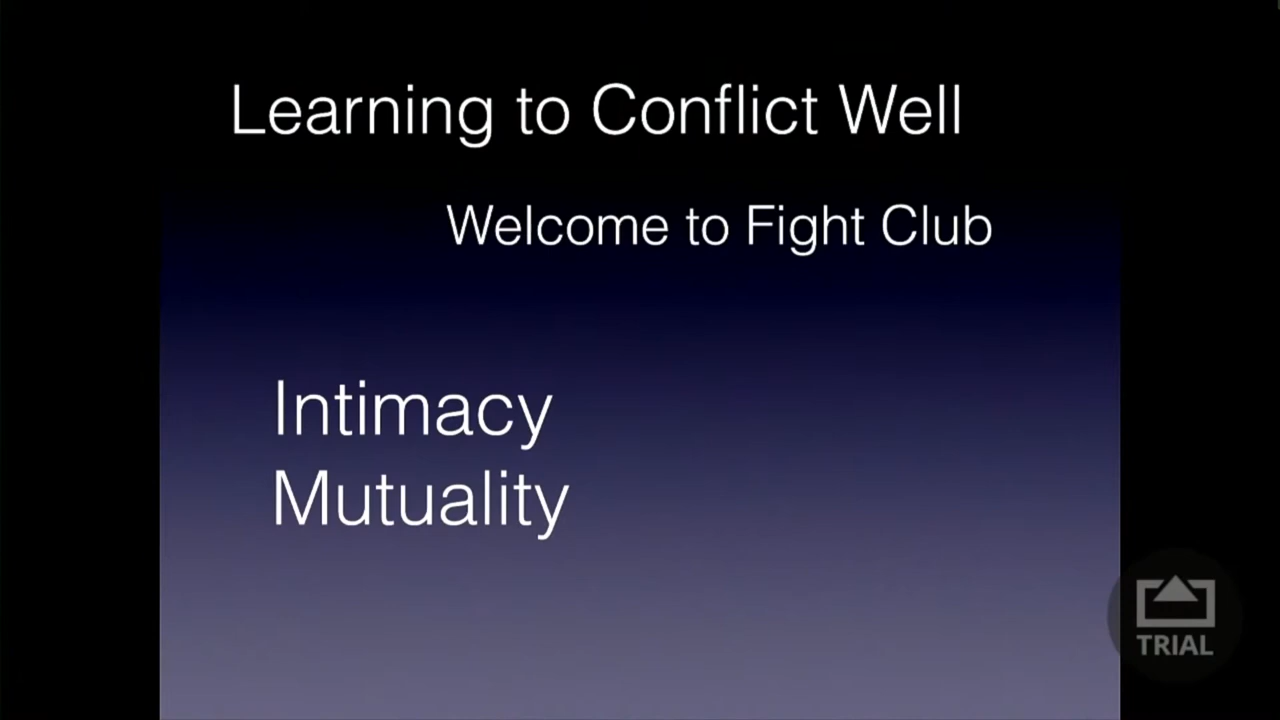 Learning to Conflict Well
Welcome to Fight Club
Intimacy
Mutuality
TRIAL